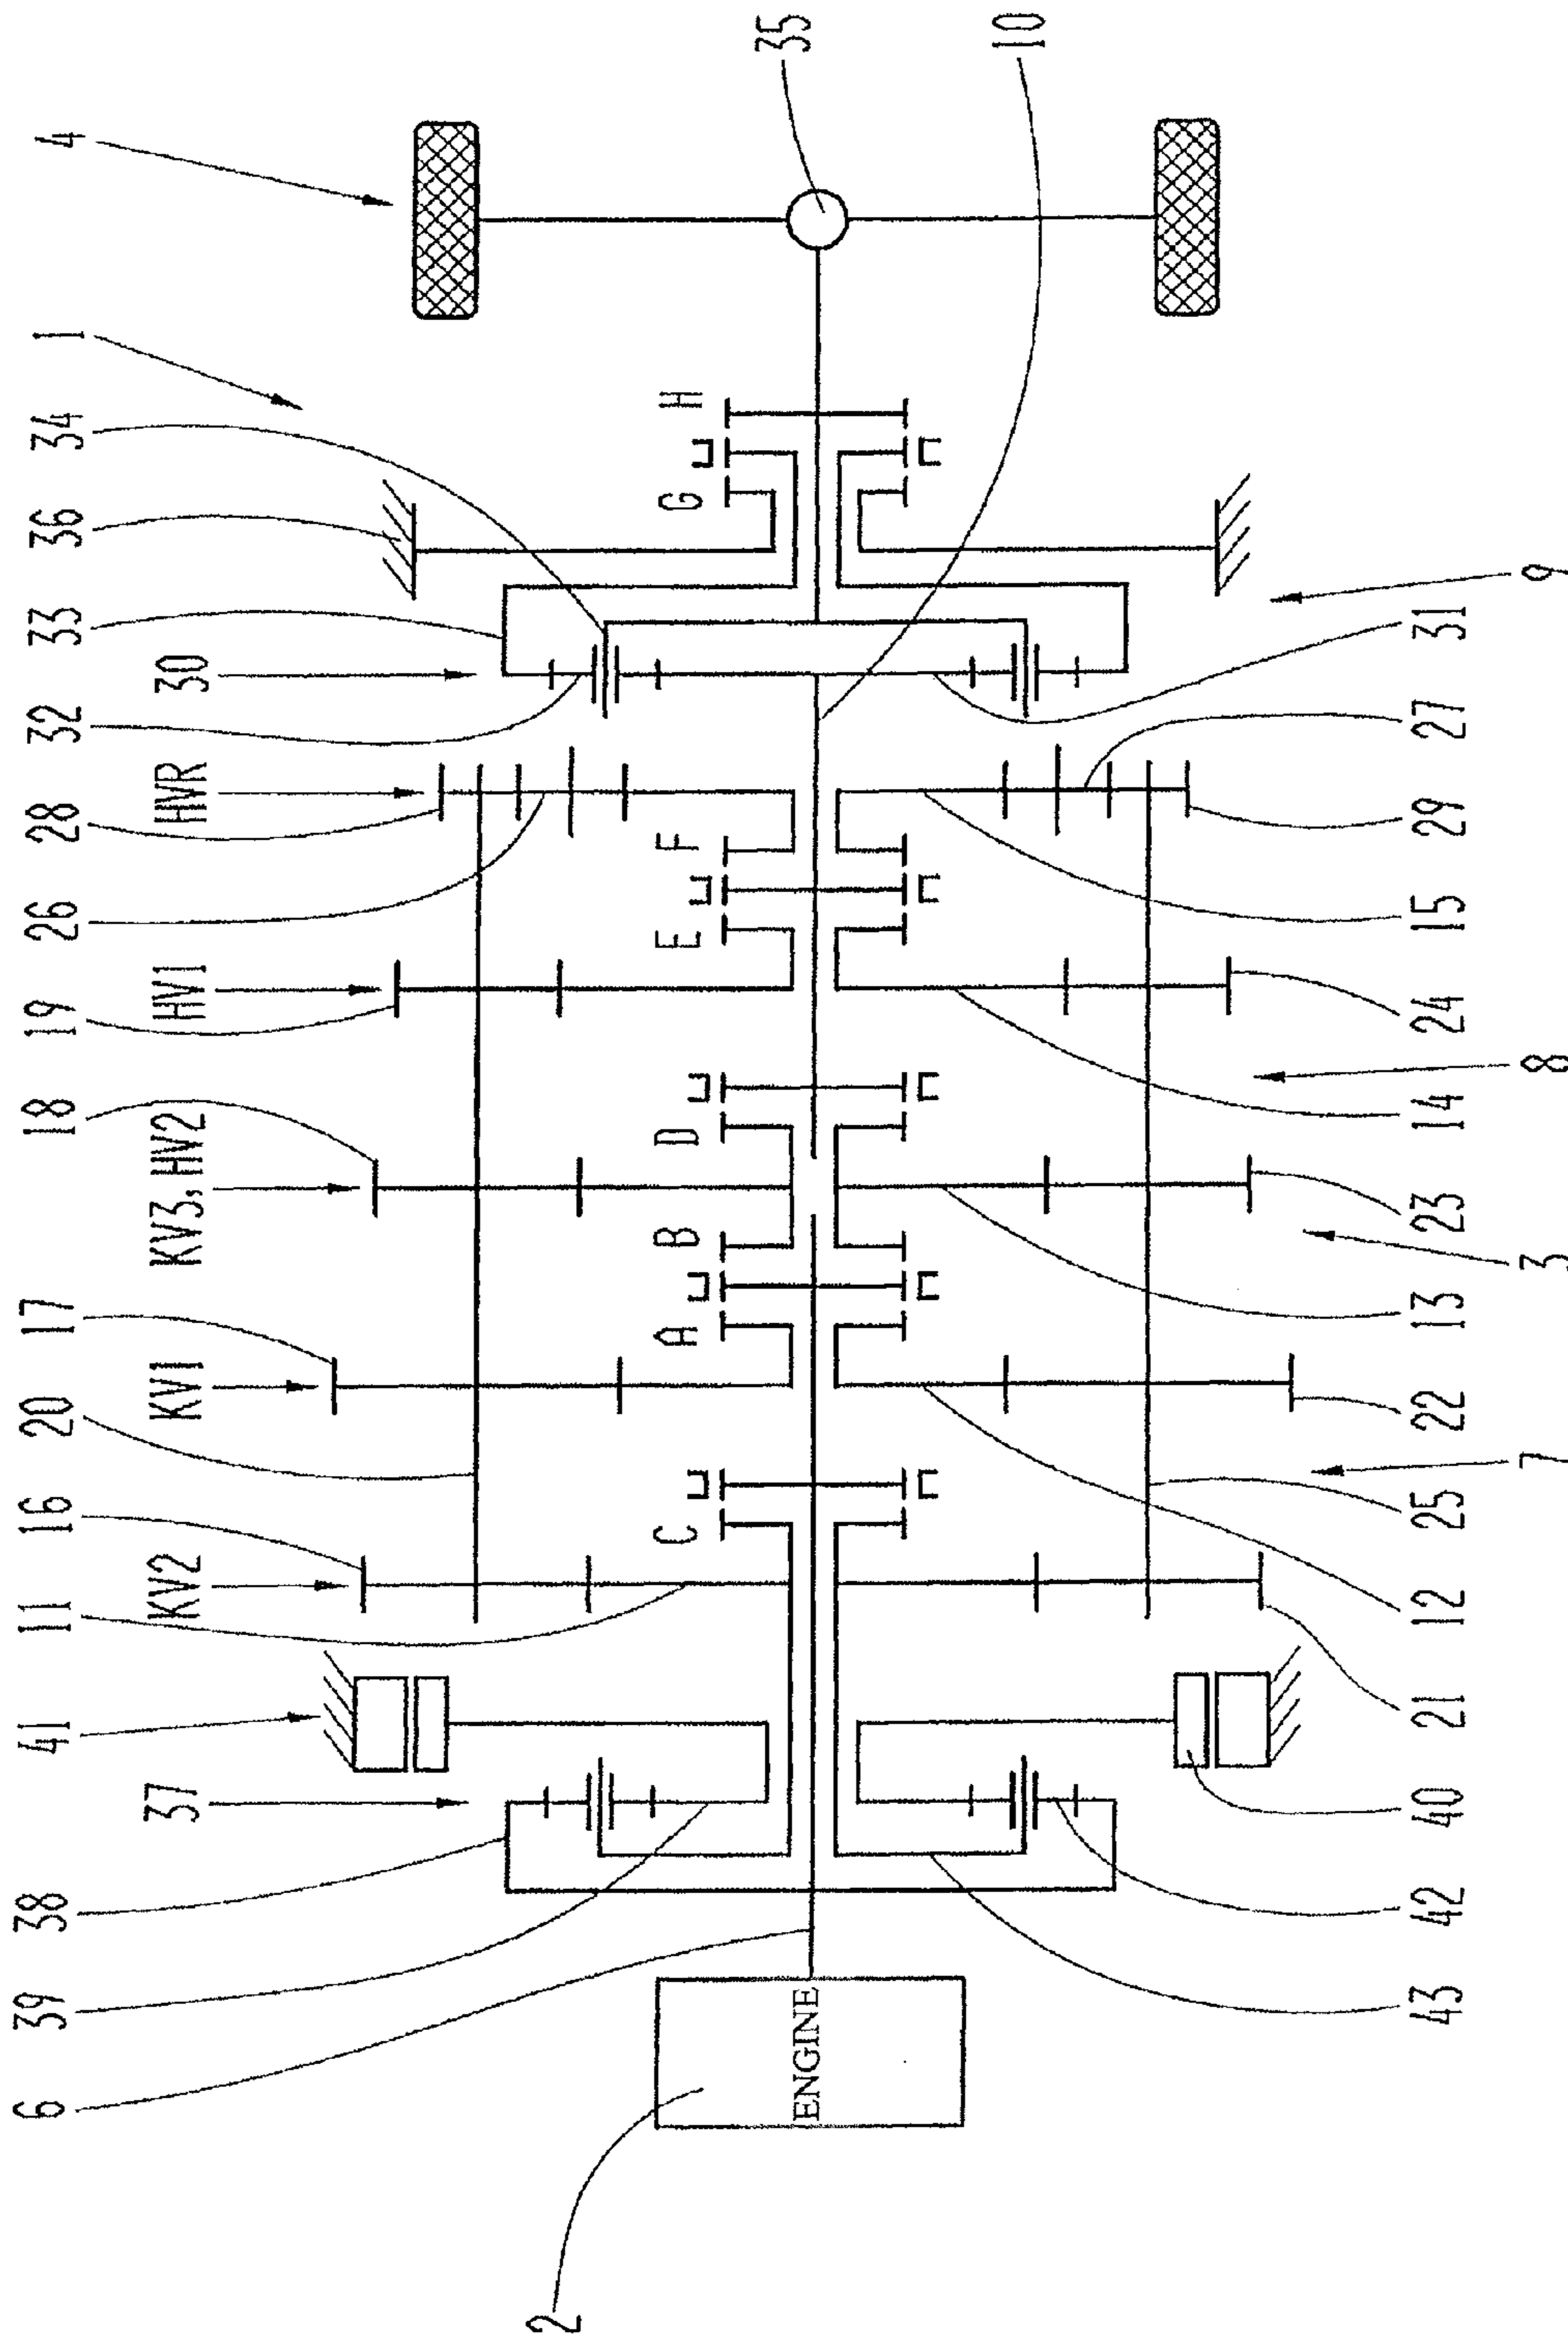 6 39 38 41 11 16 20 17 18 19 26 28 32 33 36 34 1 4
37 KV2 KV1 KV3, HV2 HV1 HVR 30
2
C A B D E F G H
35
ENGINE
10
43 42 40 21 12 25 22 13 23 14 24 15 29 27 31
7 3 8 9